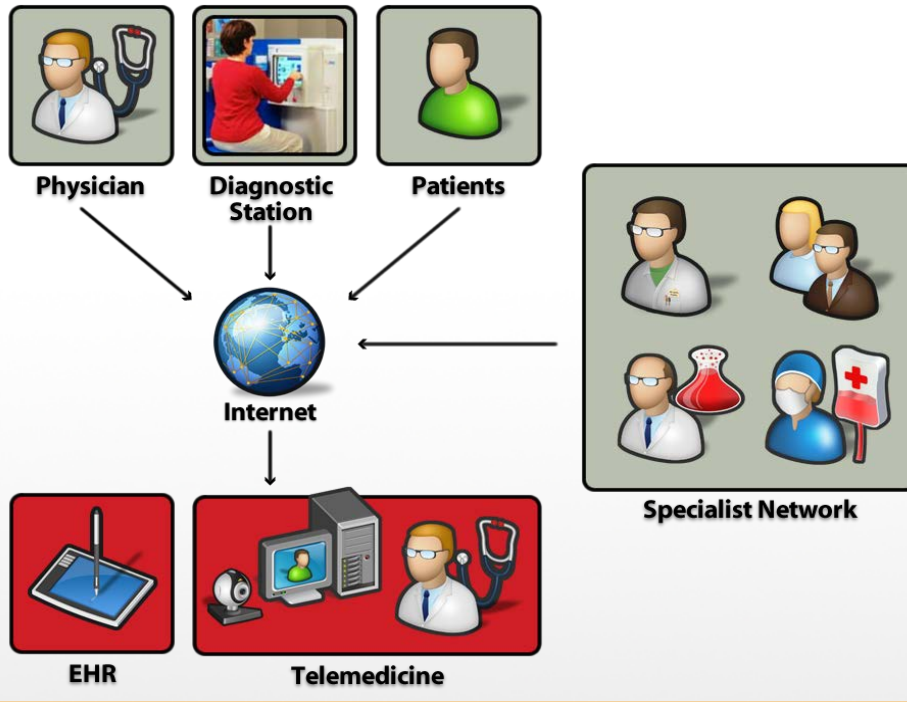 Physician
Diagnostic
Station
Patients
Internet
Specialist Network
EHR
Telemedicine